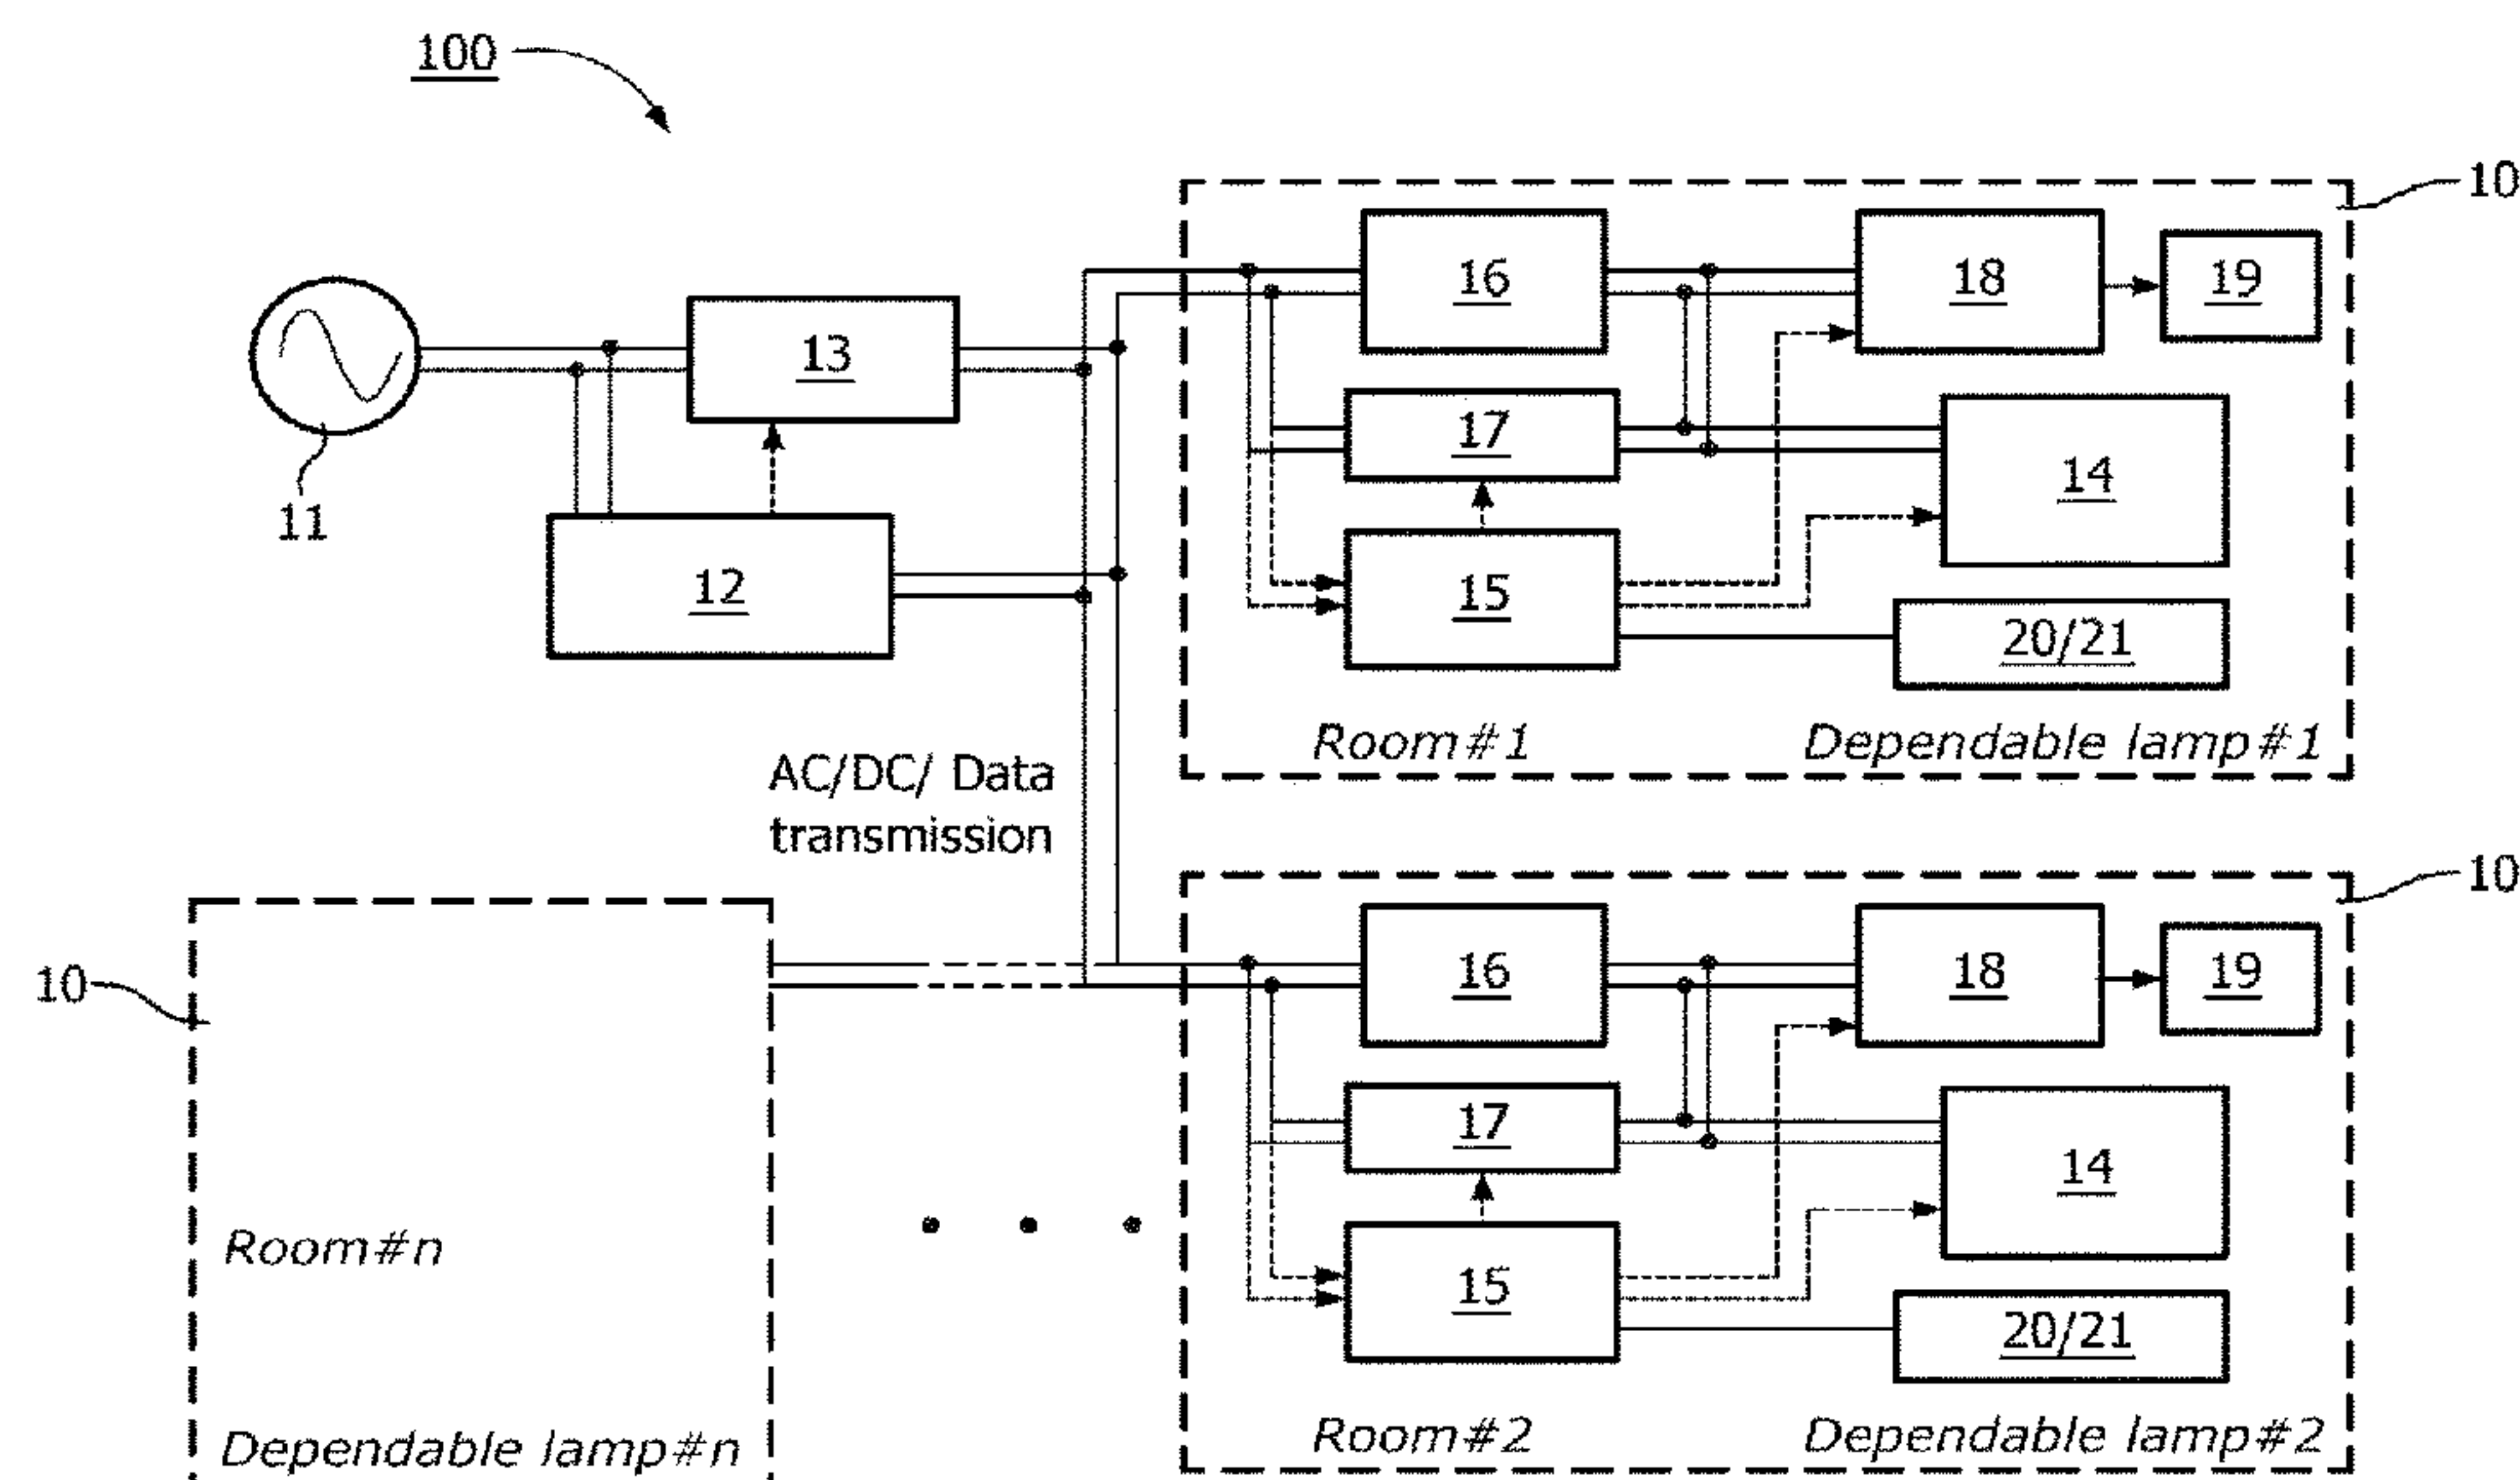 100
10
16
18
19
13
17
14
11
12
15
20/21
Room#1
Dependable lamp#1
AC/DC/ Data
transmission
10
10
16
18
19
17
14
Room#n
15
20/21
Dependable lamp#n
Room#2
Dependable lamp#2